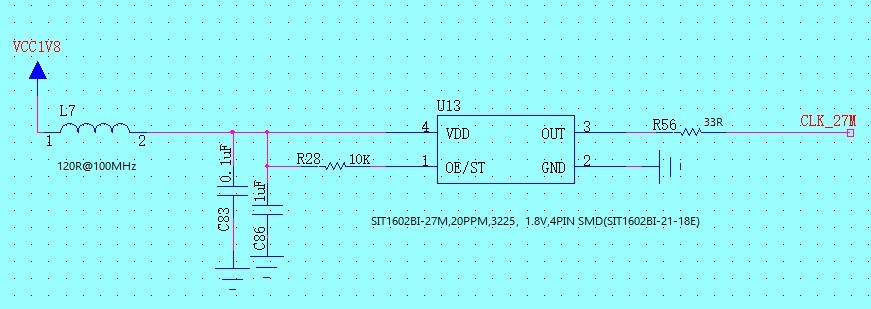 VCC1V8
L7
1
2
120R@100MHz
0.1uF
C83
1uF
C86
R28
10K
U13
4
VDD
OUT
3
1
OE/ST
GND
2
R56
33R
CLK_27M
SIT1602BI-27M,20PPM,3225, 1.8V,4PIN SMD(SIT1602BI-21-18E)